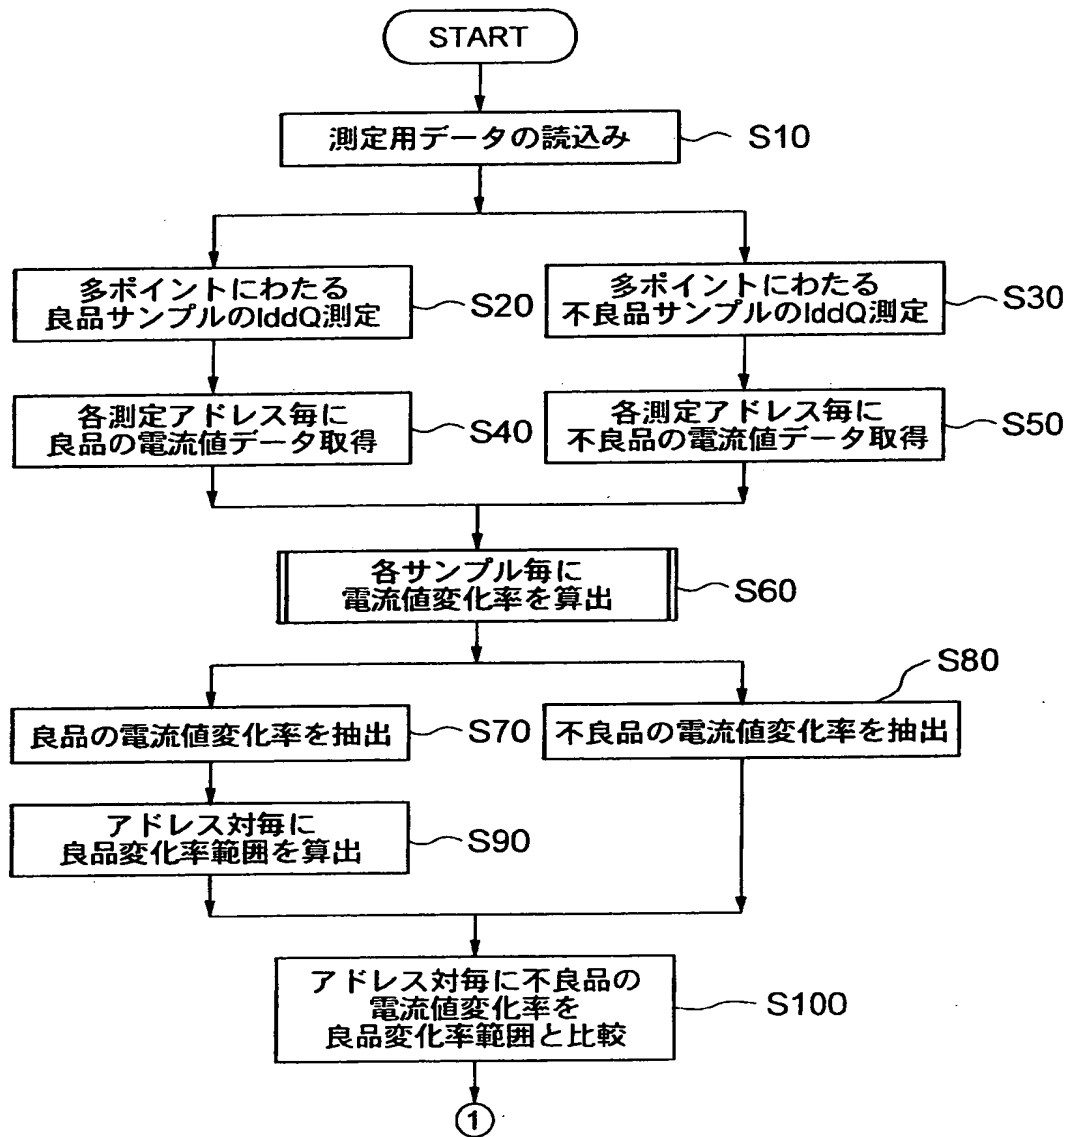 START
測定用データの読込み
S10
多ポイントにわたる
良品サンプルのIddQ測定
S20
多ポイントにわたる
不良品サンプルのIddQ測定
S30
各測定アドレス毎に
良品の電流値データ取得
S40
各測定アドレス毎に
不良品の電流値データ取得
S50
各サンプル毎に
電流値変化率を算出
S60
良品の電流値変化率を抽出
S70
不良品の電流値変化率を抽出
S80
アドレス対毎に
良品変化率範囲を算出
S90
アドレス対毎に不良品の
電流値変化率を
良品変化率範囲と比較
S100
1